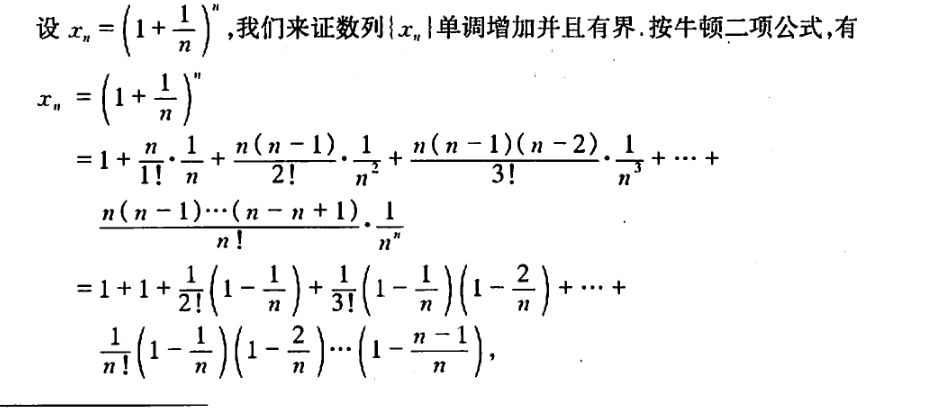 设 $x_n = \left(1+\frac{1}{n}\right)^n$,我们来证数列{$x_n$}单调增加并且有界.按牛顿二项公式,有
$x_n = \left(1+\frac{1}{n}\right)^n$
$= 1+\frac{n}{1!}\cdot\frac{1}{n}+\frac{n(n-1)}{2!}\cdot\frac{1}{n^2}+\frac{n(n-1)(n-2)}{3!}\cdot\frac{1}{n^3}+\cdots+$
$\frac{n(n-1)\cdots(n-n+1)}{n!}\cdot\frac{1}{n^n}$
$= 1+1+\frac{1}{2!}\left(1-\frac{1}{n}\right)+\frac{1}{3!}\left(1-\frac{1}{n}\right)\left(1-\frac{2}{n}\right)+\cdots+$
$\frac{1}{n!}\left(1-\frac{1}{n}\right)\left(1-\frac{2}{n}\right)\cdots\left(1-\frac{n-1}{n}\right),$